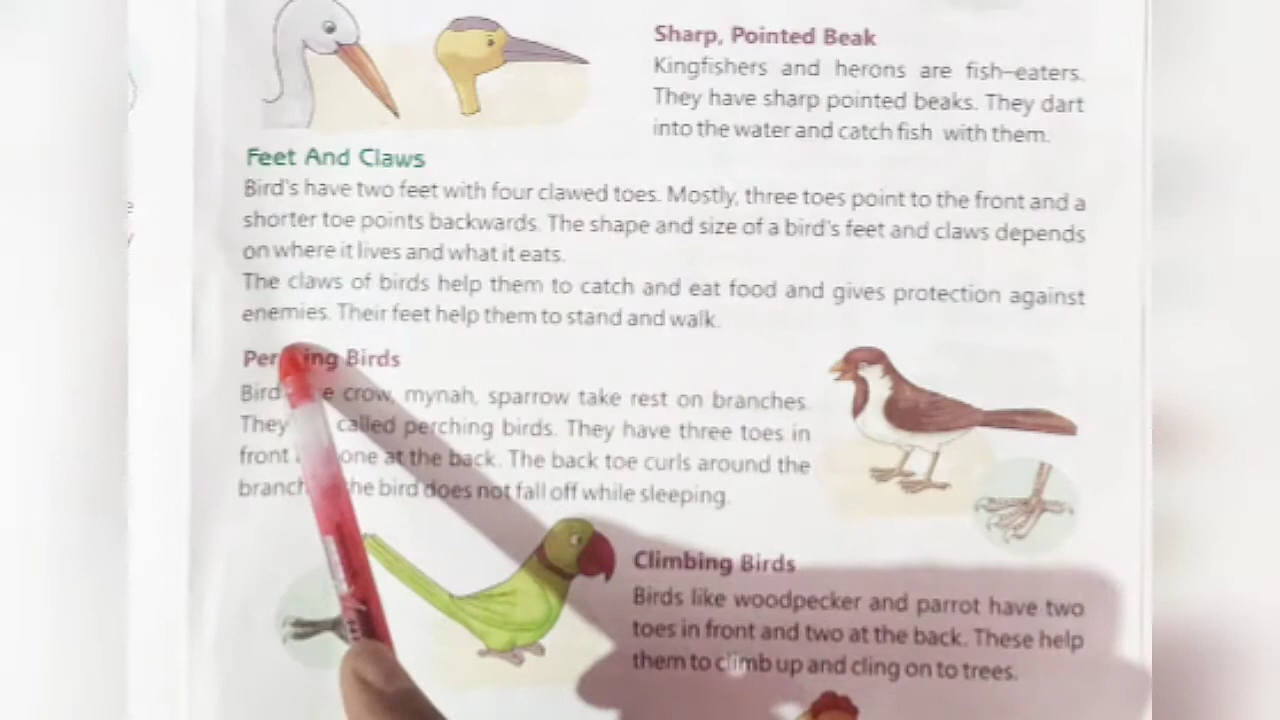 Sharp, Pointed Beak
Kingfishers and herons are fish-eaters.
They have sharp pointed beaks. They dart
into the water and catch fish with them.
Feet And Claws
Bird's have two feet with four clawed toes. Mostly, three toes point to the front and a
shorter toe points backwards. The shape and size of a bird's feet and claws depends
on where it lives and what it eats.
The claws of birds help them to catch and eat food and gives protection against
enemies. Their feet help them to stand and walk.
Per ing Birds
Bird e crow, mynah, sparrow take rest on branches.
They called perching birds. They have three toes in
front one at the back. The back toe curls around the
branch he bird does not fall off while sleeping.
Climbing Birds
Birds like woodpecker and parrot have two
toes in front and two at the back. These help
them to climb up and cling on to trees.